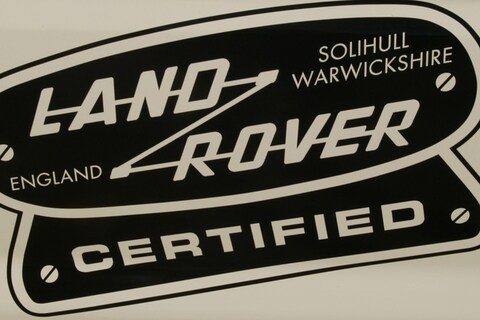 SOLIHULL
WARWICKSHIRE
LAND
ROVER
ENGLAND
CERTIFIED